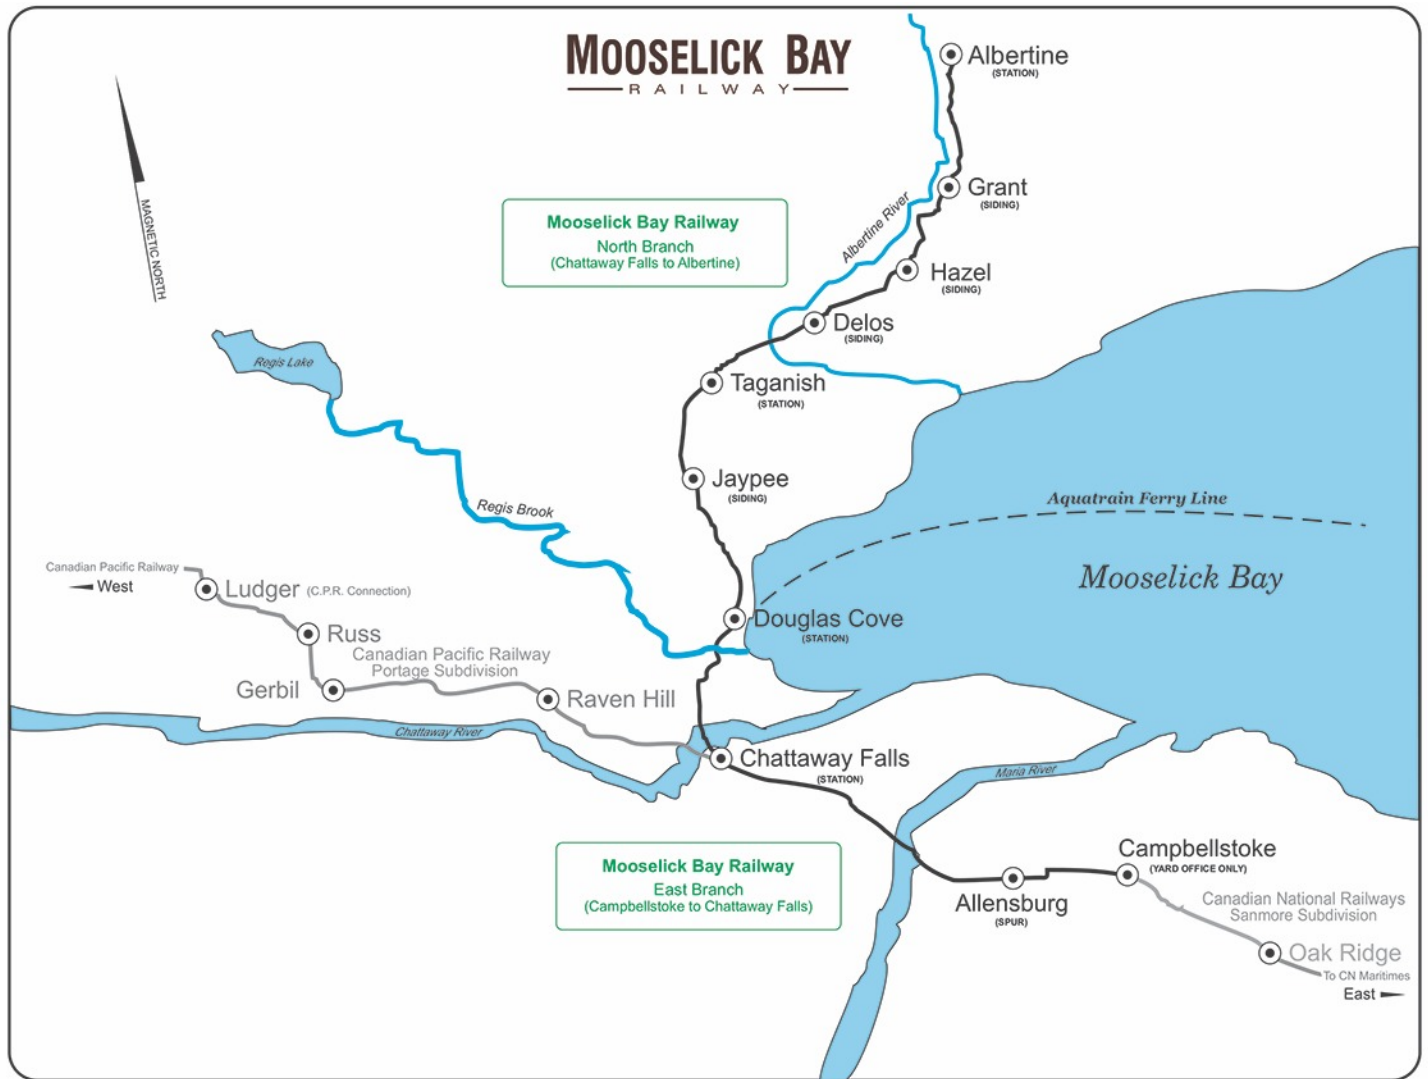 MOOSELICK BAY
RAILWAY
Albertine
(STATION)
MAGNETIC NORTH
Grant
(SIDING)
Albertine River
Mooselick Bay Railway
North Branch
(Chattaway Falls to Albertine)
Hazel
(SIDING)
Delos
(SIDING)
Regis Lake
Taganish
(STATION)
Jaypee
(SIDING)
Regis Brook
Aquatrain Ferry Line
Mooselick Bay
Canadian Pacific Railway
West
Ludger (C.P.R. Connection)
Douglas Cove
(STATION)
Russ
Canadian Pacific Railway
Portage Subdivision
Gerbil
Raven Hill
Chattaway River
Chattaway Falls
(STATION)
Maria River
Mooselick Bay Railway
East Branch
(Campbellstoke to Chattaway Falls)
Campbellstoke
(YARD OFFICE ONLY)
Allensburg
(SPUR)
Canadian National Railways
Sanmore Subdivision
Oak Ridge
To CN Maritimes
East